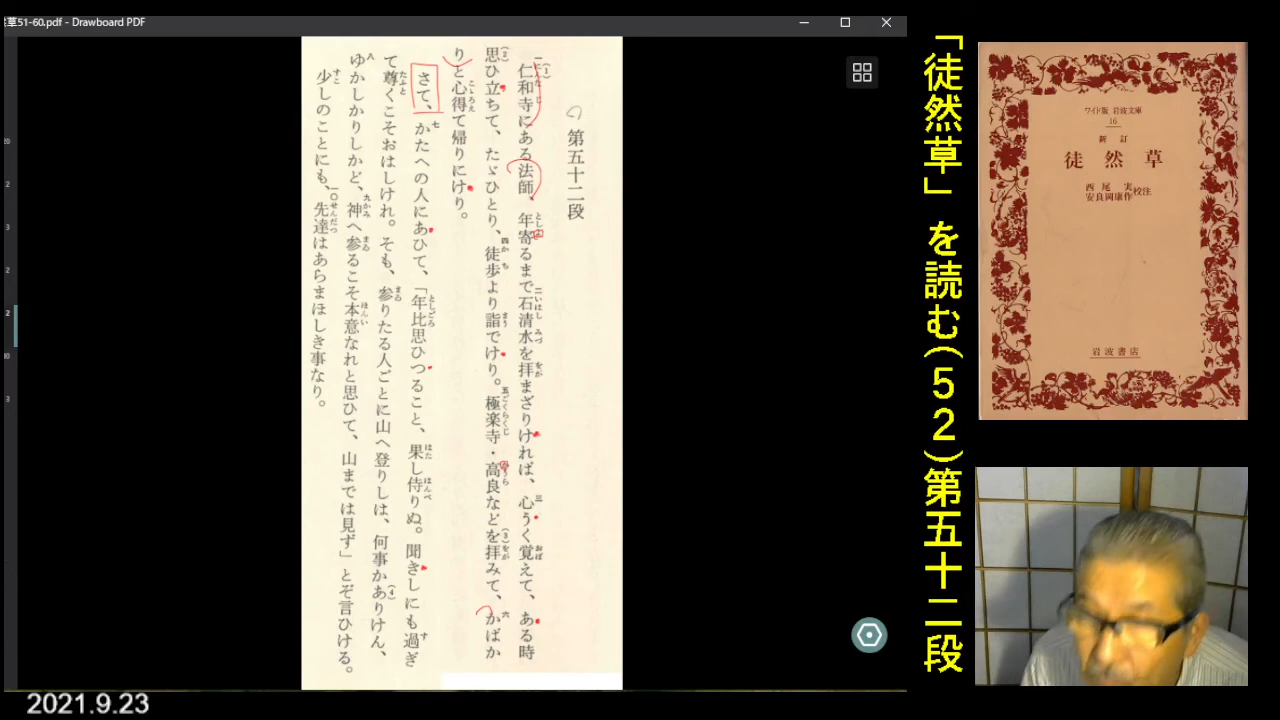 草51-60.pdf - Drawboard PDF
第五十二段
仁和寺にある法師、年寄るまで石清水を拝まざりければ、心うく覚えて、ある時
思ひ立ちて、たゞひとり、徒歩より詣でけり。極楽寺・高良などを拝みて、かばか
りと心得て帰りにけり。
さて、かたへの人にあひて、「年比思ひつること、果し侍りぬ。聞きしにも過ぎ
て尊くこそおはしけれ。そも、参りたる人ごとに山へ登りしは、何事かありけん、
ゆかしかりしかど、神へ参るこそ本意なれと思ひて、山までは見ず」とぞ言ひける。
少しのことにも、先達はあらまほしき事なり。
「徒然草」を読む(52)第五十二段
ワイド版 岩波文庫
16
新訂
徒然草
西尾実
安良岡康作 校注
岩波書店
2021.9.23